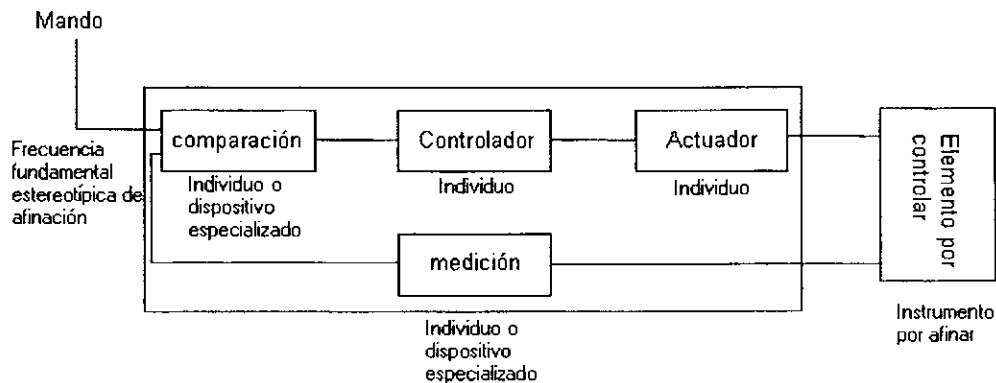 Mando
Frecuencia
fundamental
estereotípica de
afinación
comparación
Individuo o
dispositivo
especializado
Controlador
Individuo
Actuador
Individuo
medición
Individuo o
dispositivo
especializado
Elemento por
controlar
Instrumento
por afinar